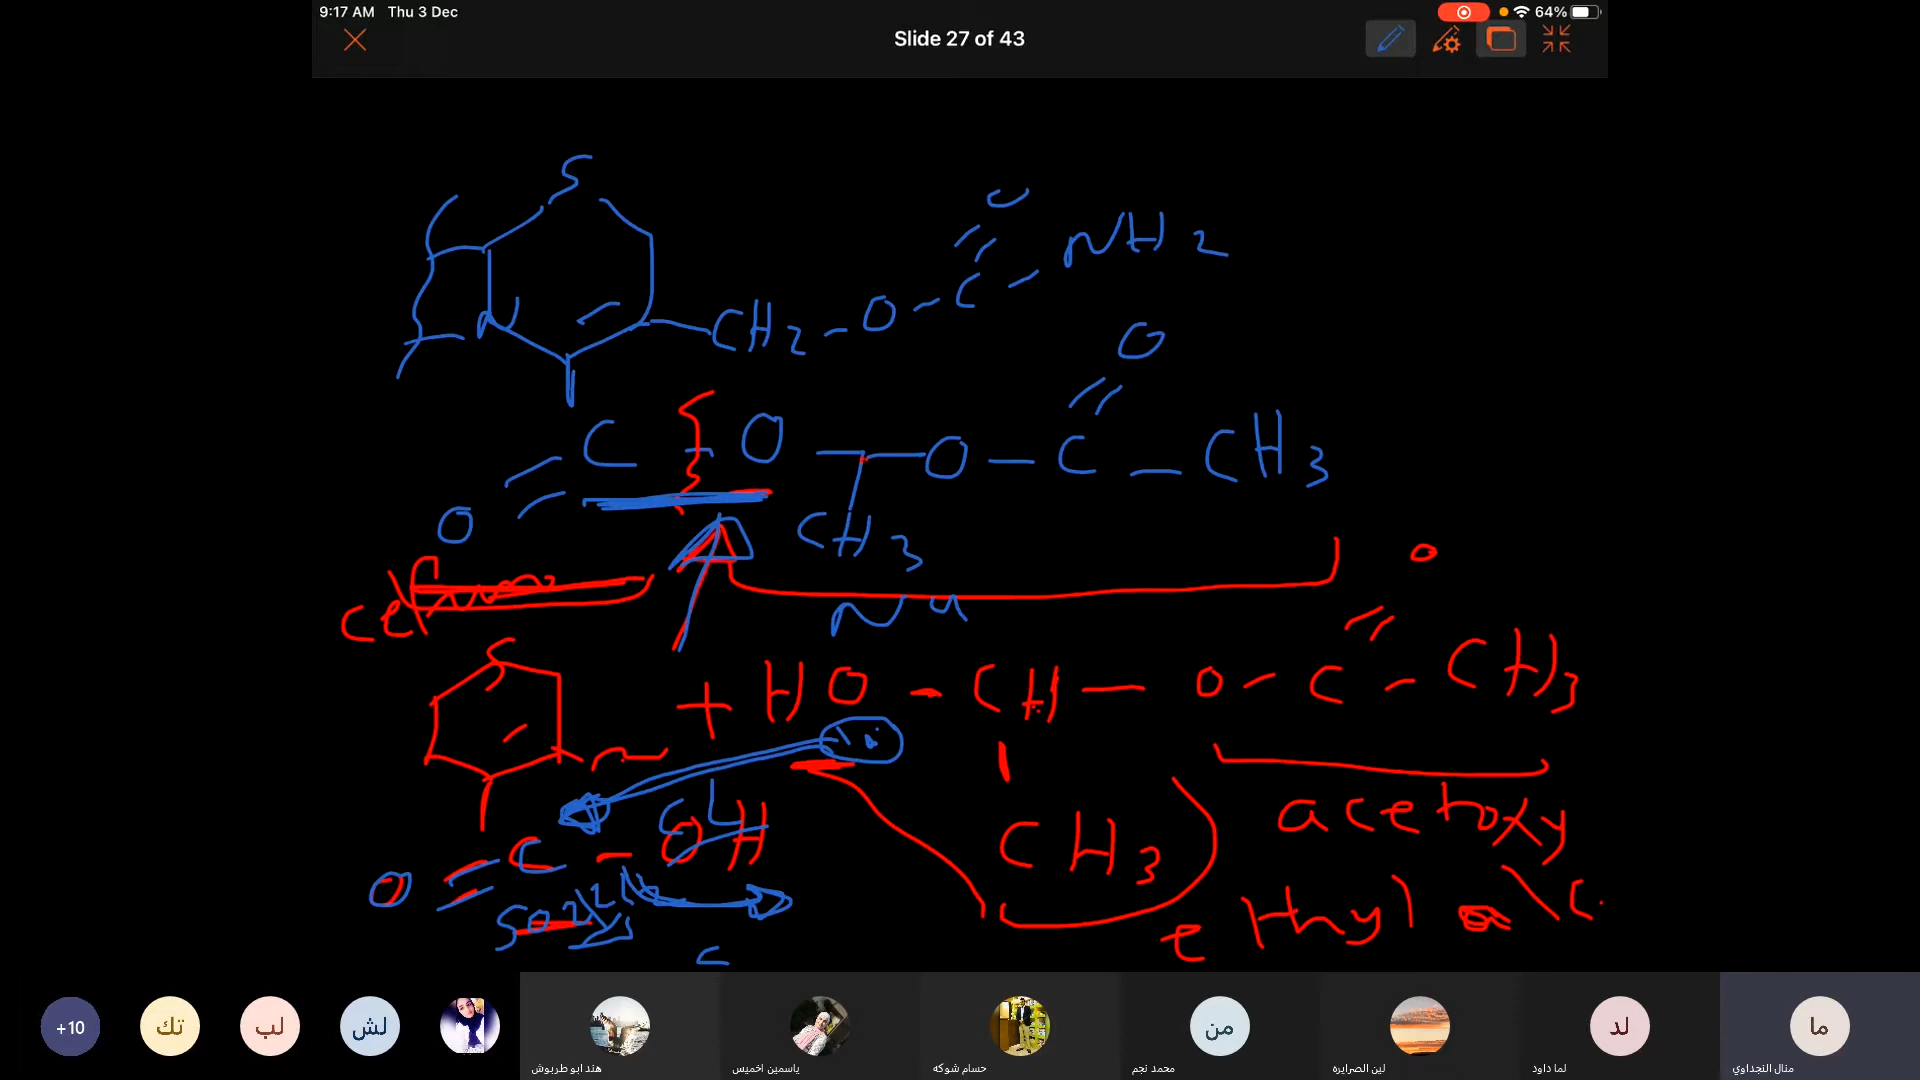 9:17 AM Thu 3 Dec
64%
Slide 27 of 43
S
O
NH2
N
CH2 - O - C
O
C - O
O - C - CH3
O
CH3
O
Nu
S
+ HO - CH - O - C - CH3
CH3
acetoxy
O = C - OH
ethyl
+10
تك
لب
لش
من
لد
ما
هند ابو طربوش
ياسمين اخميس
حسام شوكه
محمد نجم
لين الصرايره
لما داود
منال النجداوي